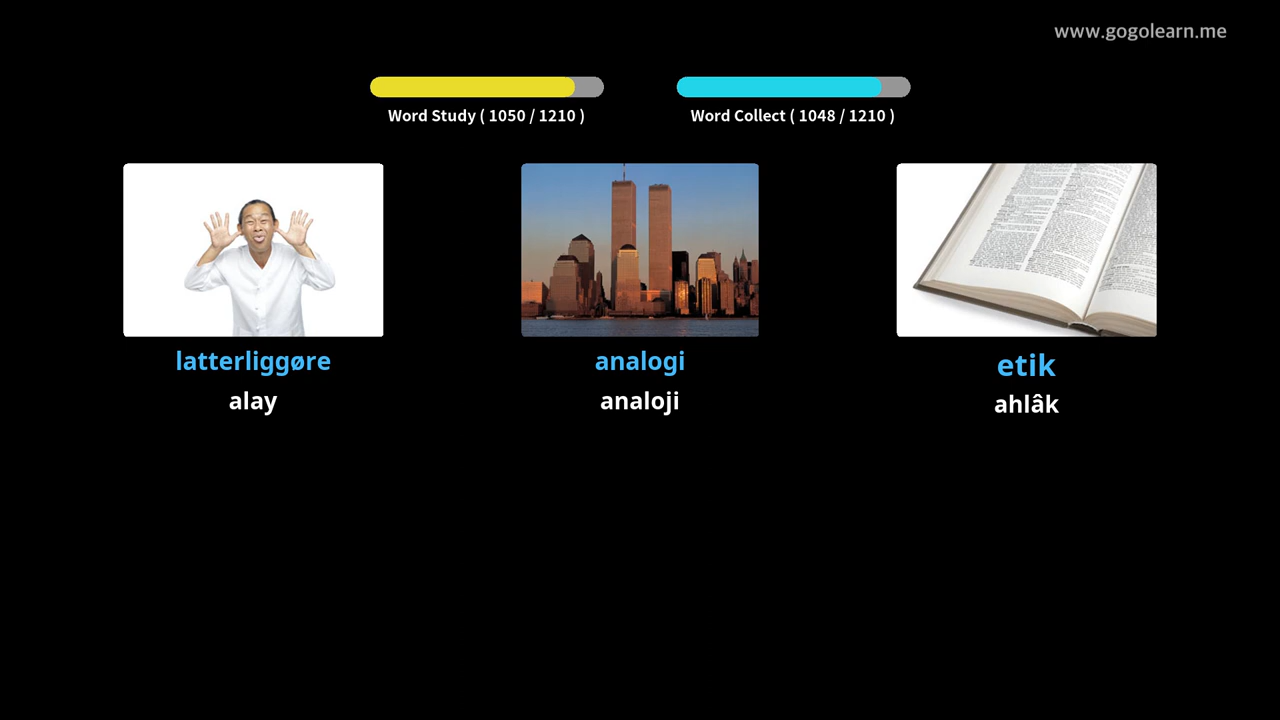 www.gogolearn.me
Word Study ( 1050 / 1210 )
Word Collect ( 1048 / 1210 )
latterliggøre
alay
analogi
analoji
etik
ahlâk